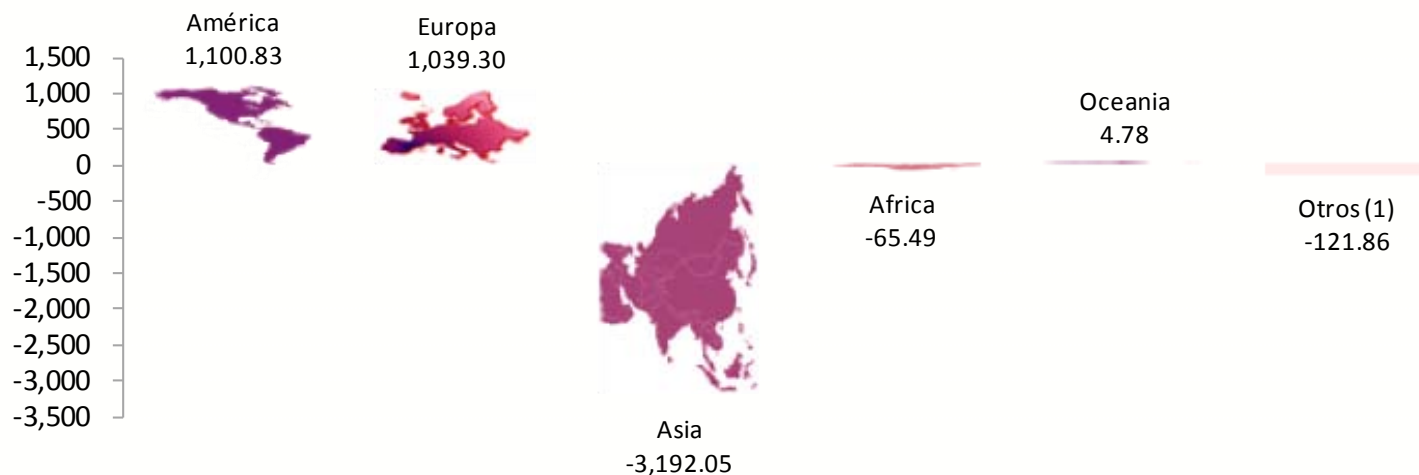 América
1,100.83
Europa
1,039.30
1,500
1,000
500
0
-500
-1,000
-1,500
-2,000
-2,500
-3,000
-3,500
Asia
-3,192.05
Africa
-65.49
Oceania
4.78
Otros (1)
-121.86